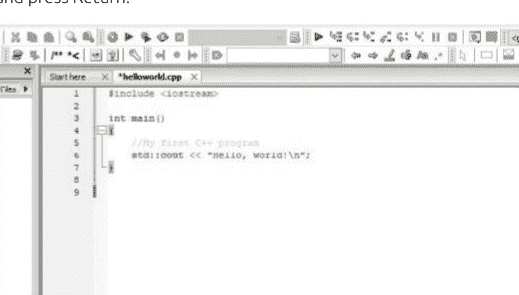 and press Return.
Start here *helloworld.cpp
Files
1 #include <iostream>
2
3 int main()
4 {
5 //My first C++ program
6 std::cout << "Hello, world!\n";
7 }
8
9